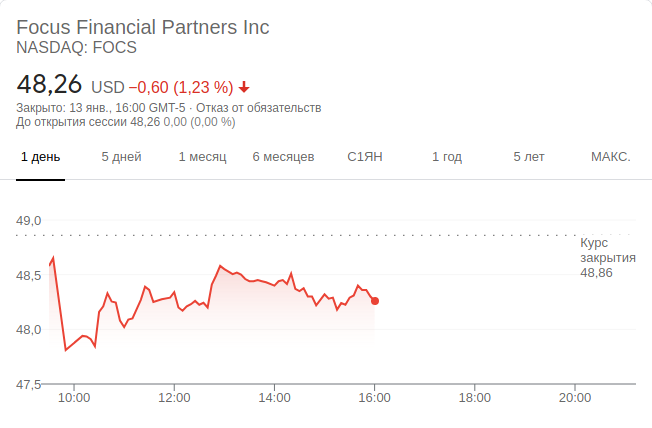 Focus Financial Partners Inc
NASDAQ: FOCS
48,26 USD −0,60 (1,23 %)
Закрыто: 13 янв., 16:00 GMT-5 · Отказ от обязательств
До открытия сессии 48,26 0,00 (0,00 %)
1 день 5 дней 1 месяц 6 месяцев С1ЯН 1 год 5 лет МАКС.
49,0
Курс
закрытия
48,86
48,5
48,0
47,5
10:00 12:00 14:00 16:00 18:00 20:00